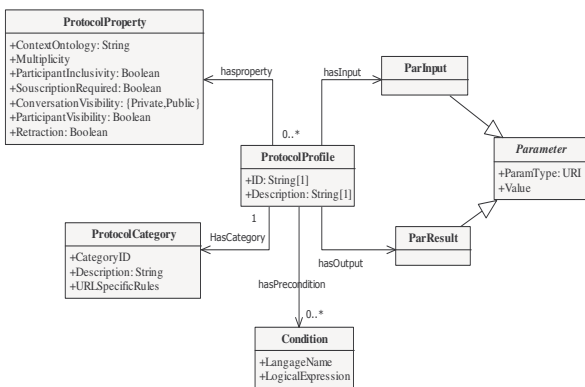 ProtocolProperty
+ContextOntology: String
+Multiplicity
+ParticipantInclusivity: Boolean
+SouscriptionRequired: Boolean
+ConversationVisibility: {Private,Public}
+ParticipantVisibility: Boolean
+Retraction: Boolean
hasproperty
hasInput
ParInput
0..*
ProtocolProfile
+ID: String[1]
+Description: String[1]
Parameter
+ParamType: URI
+Value
1
HasCategory
ProtocolCategory
+CategoryID
+Description: String
+URLSpecificRules
hasOutput
ParResult
hasPrecondition
0..*
Condition
+LangageName
+LogicalExpression